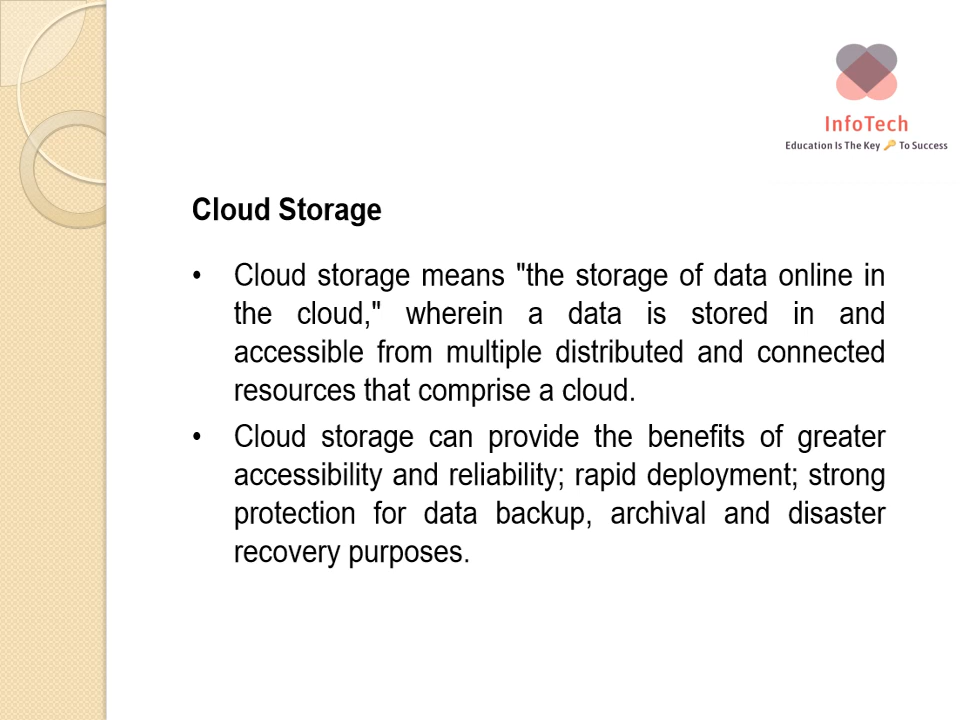 InfoTech
Education Is The Key 🔑 To Success
Cloud Storage
• Cloud storage means "the storage of data online in
the cloud," wherein a data is stored in and
accessible from multiple distributed and connected
resources that comprise a cloud.
• Cloud storage can provide the benefits of greater
accessibility and reliability; rapid deployment; strong
protection for data backup, archival and disaster
recovery purposes.